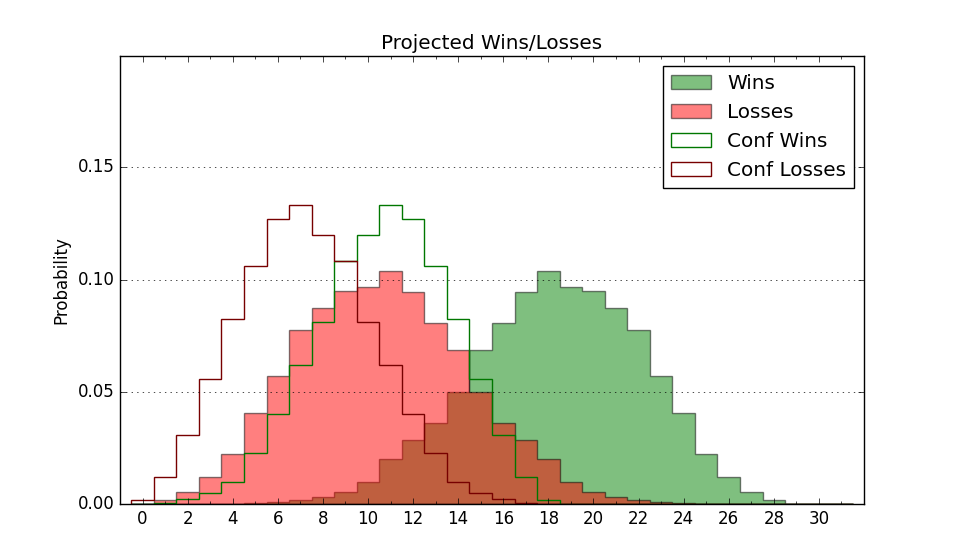 Projected Wins/Losses
Wins
Losses
Conf Wins
Conf Losses
Probability
0.15
0.10
0.05
0.00
0 2 4 6 8 10 12 14 16 18 20 22 24 26 28 30